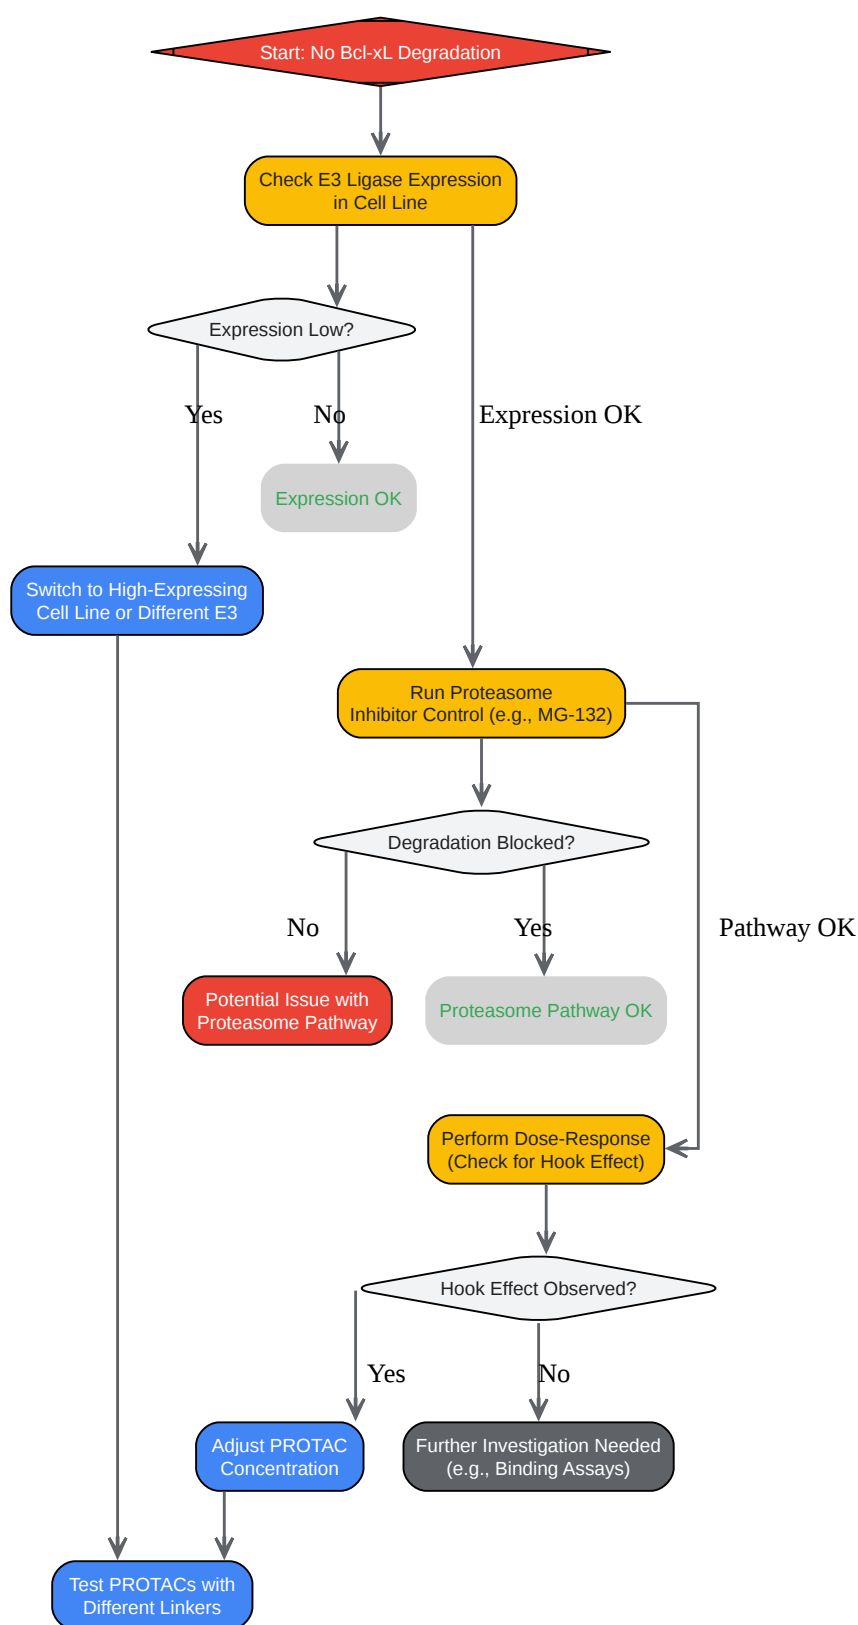 Start: No Bcl-xL Degradation
Check E3 Ligase Expression
in Cell Line
Expression Low?
Yes
No
Expression OK
Expression OK
Switch to High-Expressing
Cell Line or Different E3
Run Proteasome
Inhibitor Control (e.g., MG-132)
Degradation Blocked?
No
Yes
Pathway OK
Potential Issue with
Proteasome Pathway
Proteasome Pathway OK
Perform Dose-Response
(Check for Hook Effect)
Hook Effect Observed?
Yes
No
Adjust PROTAC
Concentration
Further Investigation Needed
(e.g., Binding Assays)
Test PROTACs with
Different Linkers